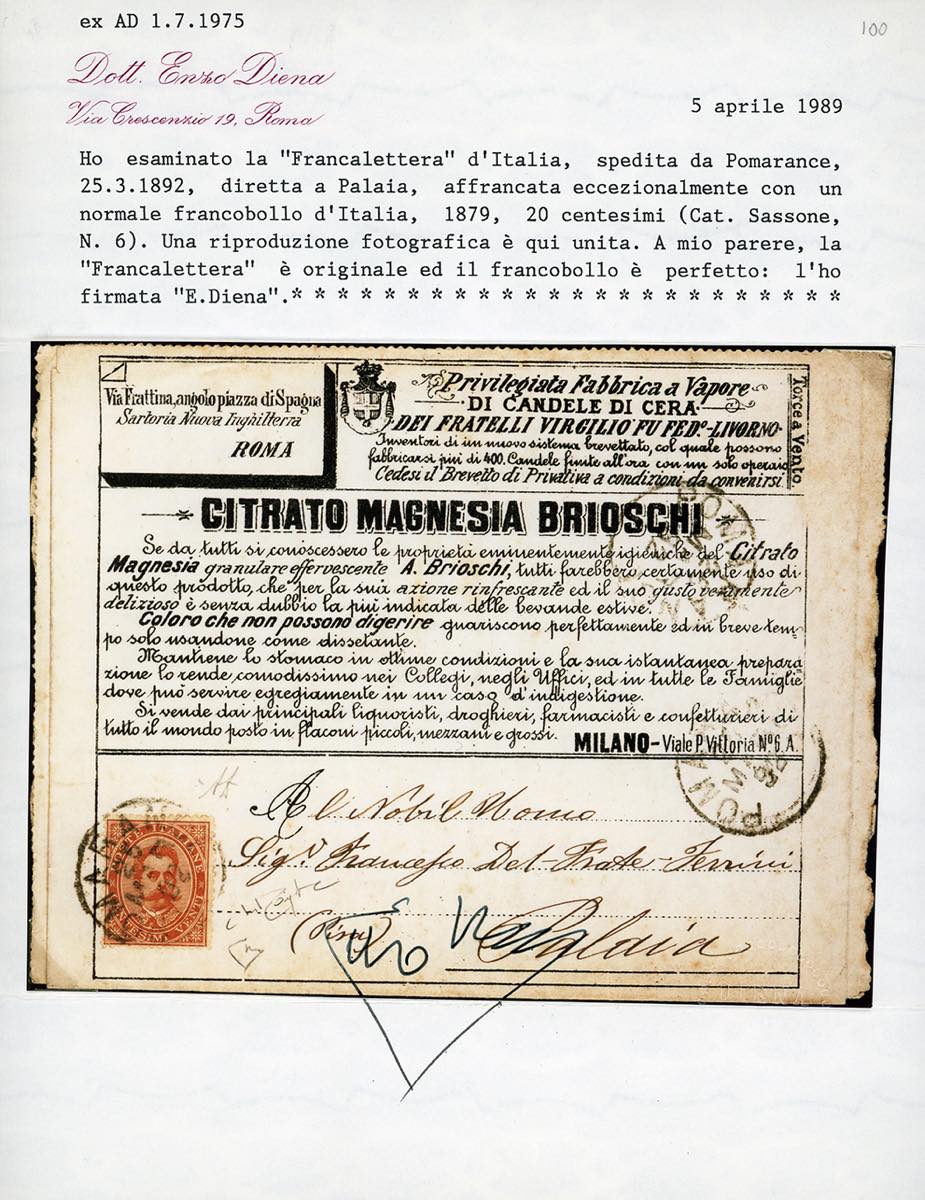 ex AD 1.7.1975
100
Dott. Enzo Diena
Via Crescenzio 19, Roma
5 aprile 1989
Ho esaminato la "Francalettera" d'Italia, spedita da Pomarance,
25.3.1892, diretta a Palaia, affrancata eccezionalmente con un
normale francobollo d'Italia, 1879, 20 centesimi (Cat. Sassone,
N. 6). Una riproduzione fotografica è qui unita. A mio parere, la
"Francalettera" è originale ed il francobollo è perfetto: l'ho
firmata "E.Diena".* * * * * * * * * * * * * * * * * * * * * * * *
Via Frattina, angolo piazza di Spagna
Sartoria Nuova Inghilterra
ROMA
Privilegiata Fabbrica a Vapore
DI CANDELE DI CERA
DEI FRATELLI VIRGILIO FU FED.º-LIVORNO
Inventori di un nuovo sistema brevettato, col quale possono
fabbricarsi più di 400. Candele finite all'ora con un solo operaio
Cedesi il Brevetto di Privativa a condizioni da convenirsi
Torce a Vento
CITRATO MAGNESIA BRIOSCHI
Se da tutti si conoscessero le proprietà eminentemente igieniche del Citrato
Magnesia granulare effervescente A. Brioschi, tutti farebbero certamente uso di
questo prodotto, che per la sua azione rinfrescante ed il suo gusto veramente
delizioso è senza dubbio la più indicata delle bevande estive.
Coloro che non possono digerire guariscono perfettamente ed in breve tem-
po solo usandone come dissetante.
Mantiene lo stomaco in ottime condizioni e la sua istantanea prepara
zione lo rende comodissimo nei Collegi, negli Uffici, ed in tutte le Famiglie
dove può servire egregiamente in un caso d'indigestione.
Si vende dai principali liquoristi, droghieri, farmacisti e confetturieri di
tutto il mondo posto in flaconi piccoli, mezzani e grossi.
MILANO-Viale P. Vittoria Nº 6. A.
Al Nobil Uomo
Sigr Francesco Del-Frate-Ferrini
(Pisa) Palaia